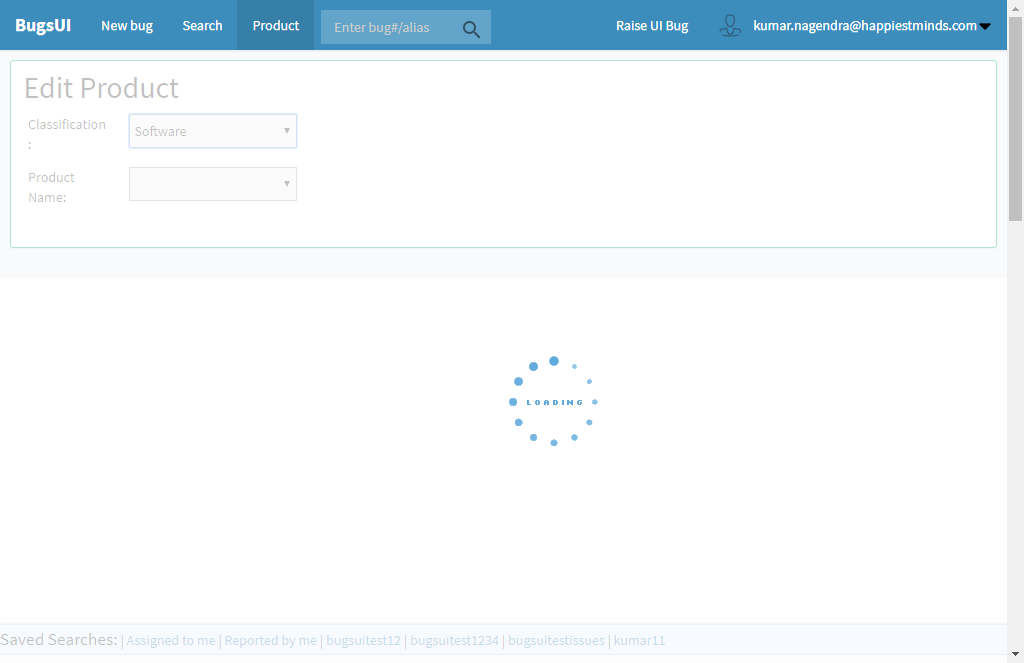 BugsUI New bug Search Product Enter bug#/alias Raise UI Bug kumar.nagendra@happiestminds.com
Edit Product
Classification
:
Software
Product
Name:
LOADING
Saved Searches: | Assigned to me | Reported by me | bugsuitest12 | bugsuitest1234 | bugsuitestissues | kumar11